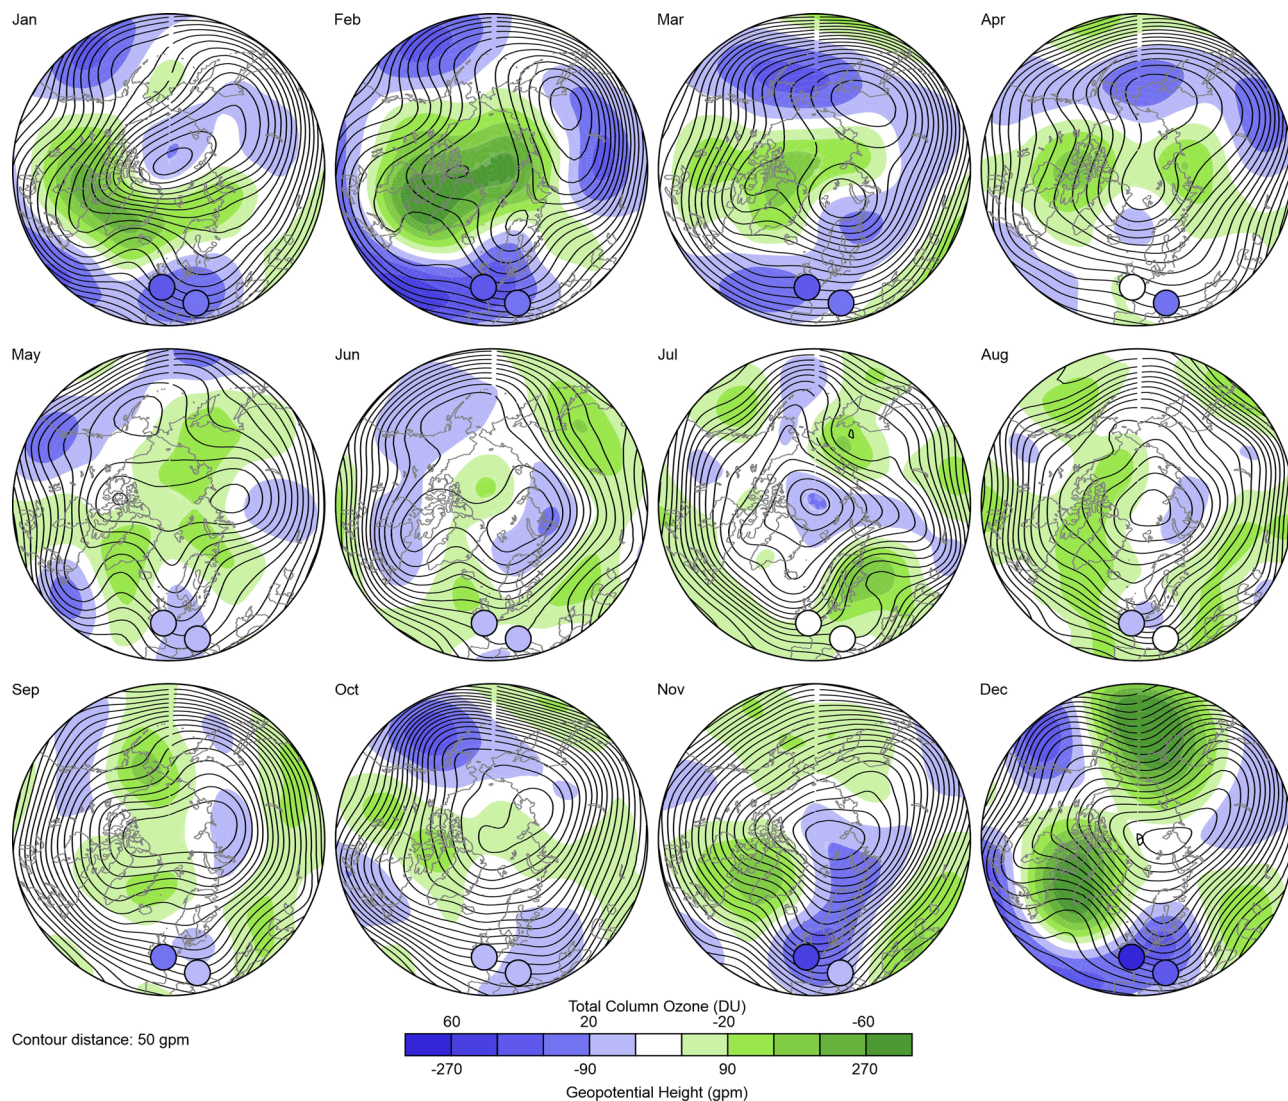 Jan
Feb
Mar
Apr
May
Jun
Jul
Aug
Sep
Oct
Nov
Dec
Total Column Ozone (DU)
60 20 -20 -60
Contour distance: 50 gpm
-270 -90 90 270
Geopotential Height (gpm)